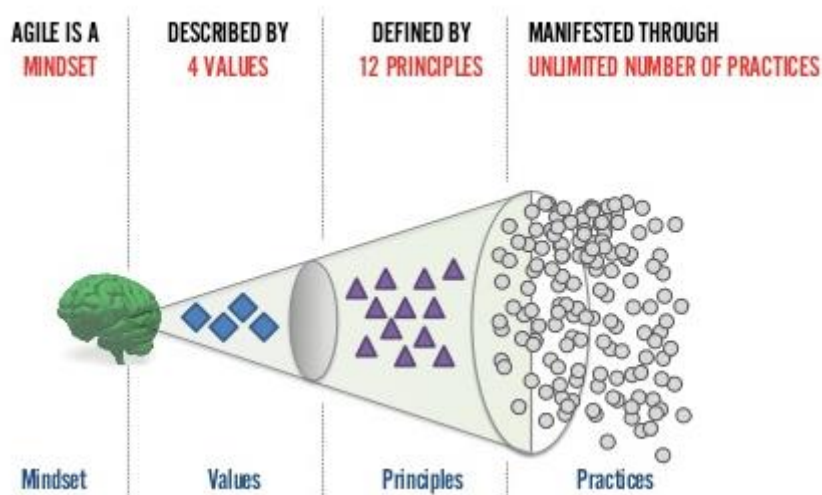 AGILE IS A
MINDSET
DESCRIBED BY
4 VALUES
DEFINED BY
12 PRINCIPLES
MANIFESTED THROUGH
UNLIMITED NUMBER OF PRACTICES
Mindset
Values
Principles
Practices